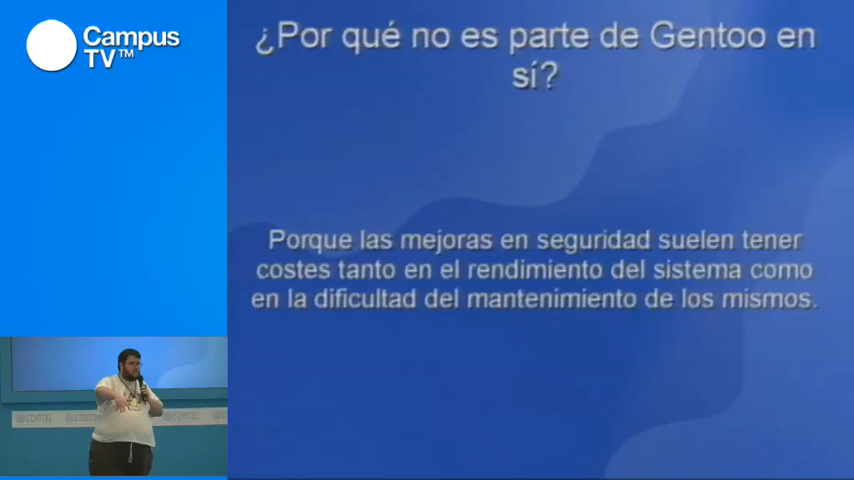 Campus
TV™
¿Por qué no es parte de Gentoo en
sí?
Porque las mejoras en seguridad suelen tener
costes tanto en el rendimiento del sistema como
en la dificultad del mantenimiento de los mismos.